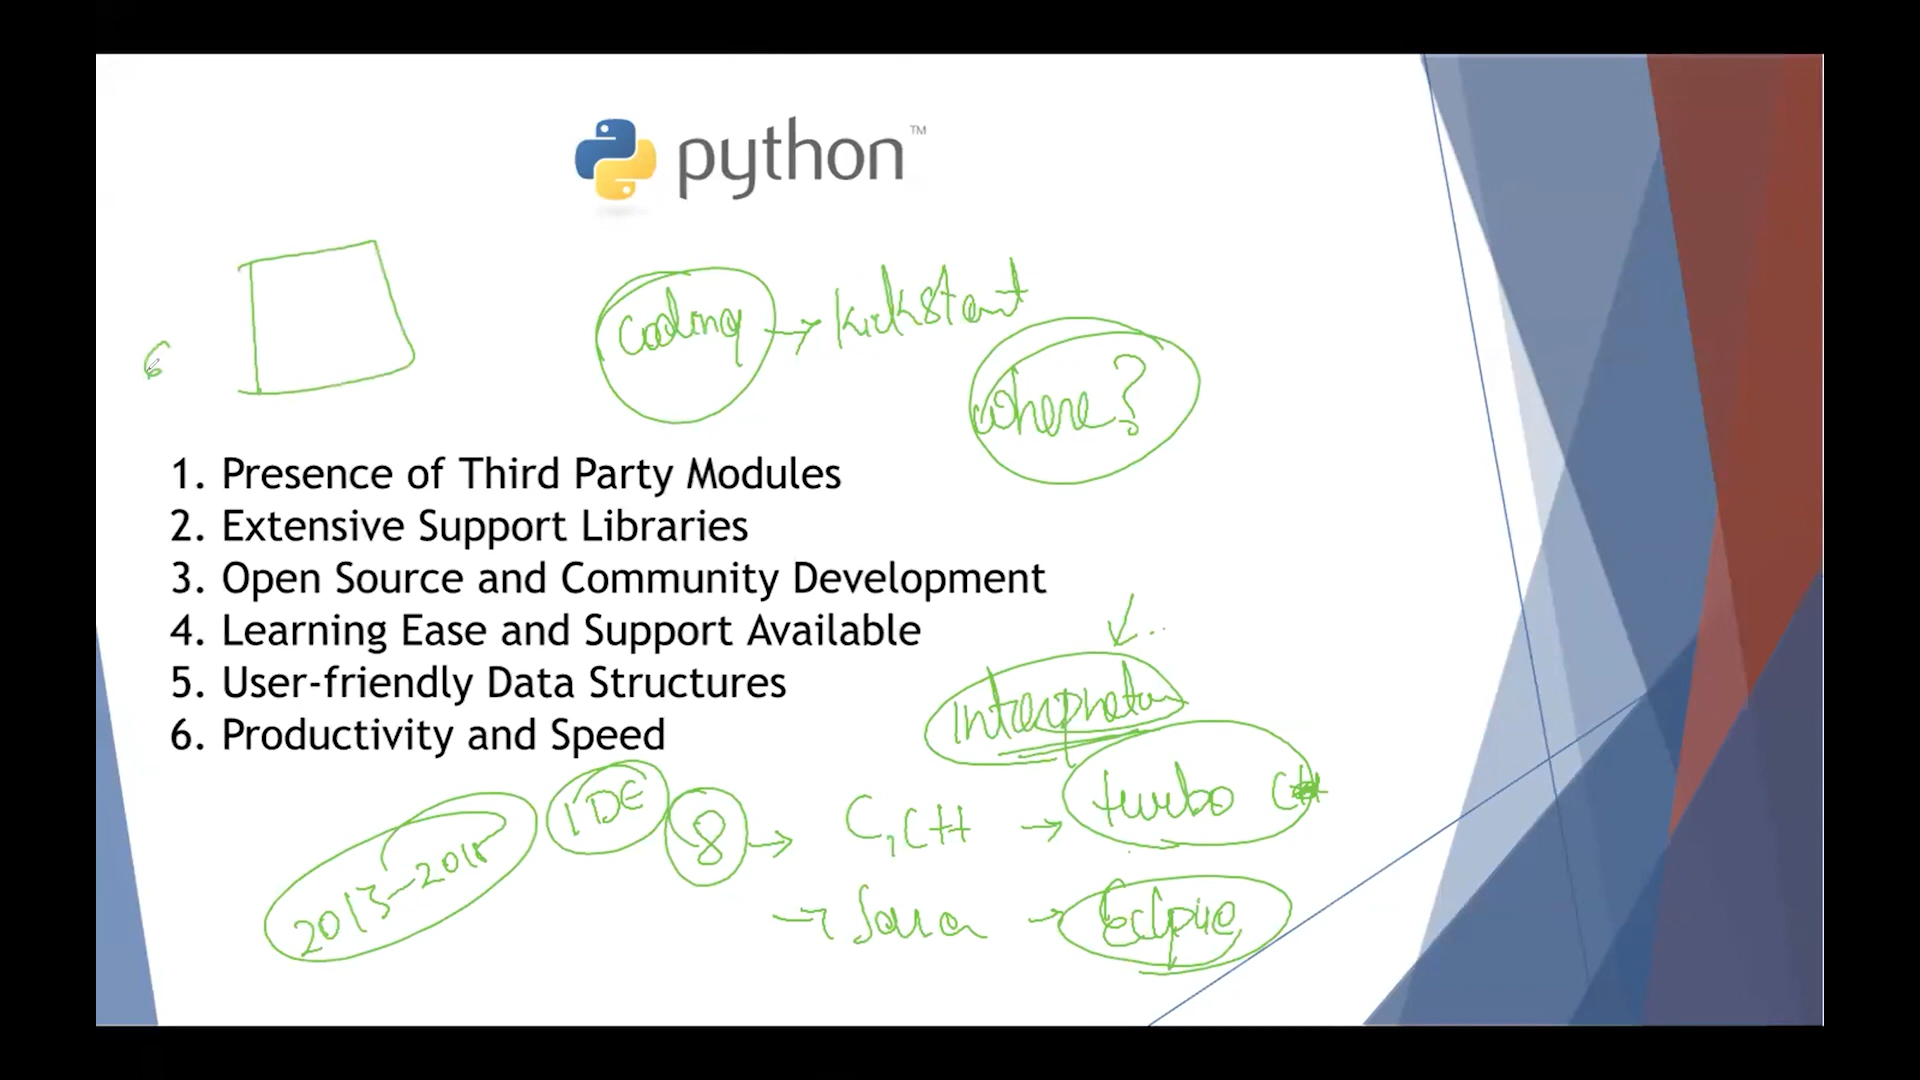 python™
coding → kickstart
where?
6
1. Presence of Third Party Modules
2. Extensive Support Libraries
3. Open Source and Community Development
4. Learning Ease and Support Available
5. User-friendly Data Structures
6. Productivity and Speed
Interpreter
IDE
8 → C, C++ → turbo C++
2013-2018
→ Java → Eclipse